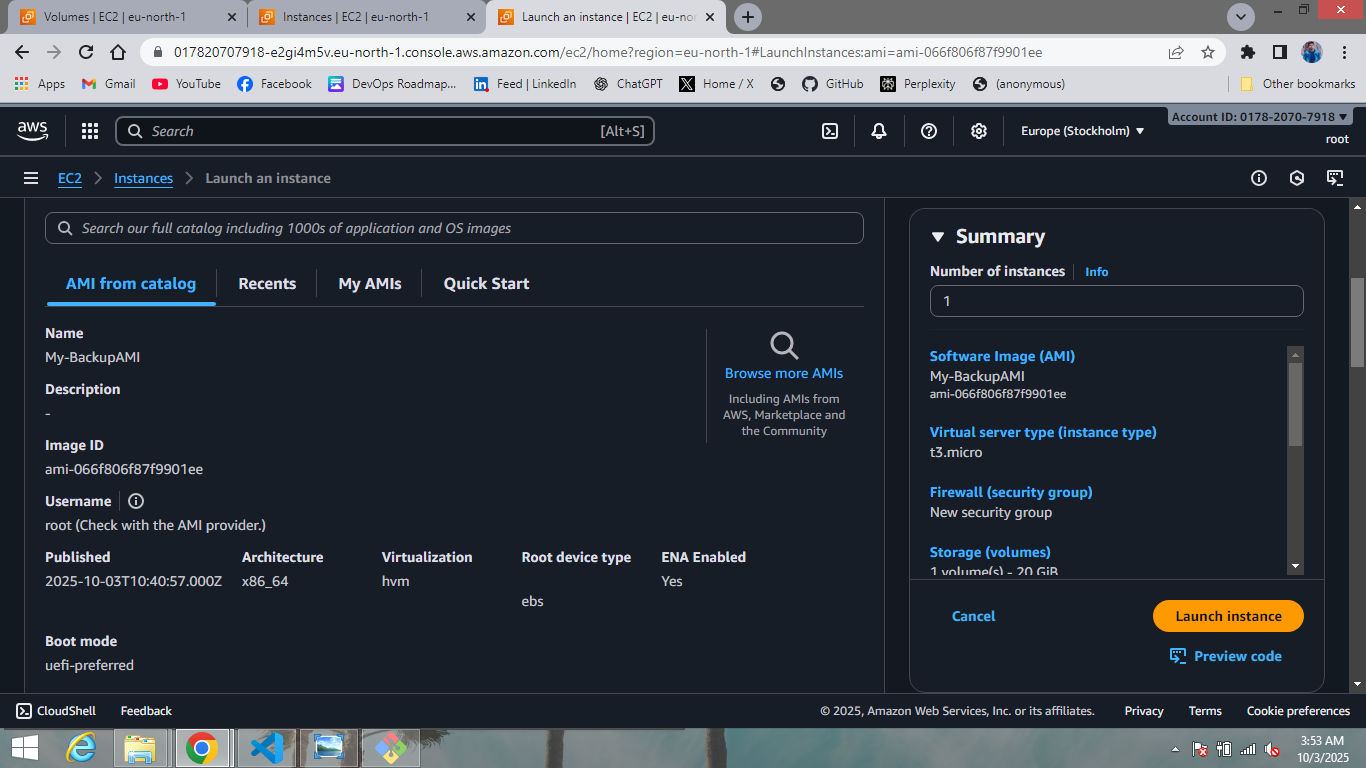 Volumes | EC2 | eu-north-1
Instances | EC2 | eu-north-1
Launch an instance | EC2 | eu-nor
017820707918-e2gi4m5v.eu-north-1.console.aws.amazon.com/ec2/home?region=eu-north-1#LaunchInstances:ami=ami-066f806f87f9901ee
Apps
Gmail
YouTube
Facebook
DevOps Roadmap...
Feed | LinkedIn
ChatGPT
Home / X
GitHub
Perplexity
(anonymous)
Other bookmarks
aws
Search
[Alt+S]
Europe (Stockholm)
Account ID: 0178-2070-7918
root
EC2
Instances
Launch an instance
Search our full catalog including 1000s of application and OS images
AMI from catalog
Recents
My AMIs
Quick Start
Name
My-BackupAMI
Description
-
Image ID
ami-066f806f87f9901ee
Username
root (Check with the AMI provider.)
Browse more AMIs
Including AMIs from
AWS, Marketplace and
the Community
Published
2025-10-03T10:40:57.000Z
Architecture
x86_64
Virtualization
hvm
Root device type
ebs
ENA Enabled
Yes
Boot mode
uefi-preferred
Summary
Number of instances
Info
1
Software Image (AMI)
My-BackupAMI
ami-066f806f87f9901ee
Virtual server type (instance type)
t3.micro
Firewall (security group)
New security group
Storage (volumes)
1 volume(s) - 20 GiB
Cancel
Launch instance
Preview code
CloudShell
Feedback
© 2025, Amazon Web Services, Inc. or its affiliates.
Privacy
Terms
Cookie preferences
3:53 AM
10/3/2025